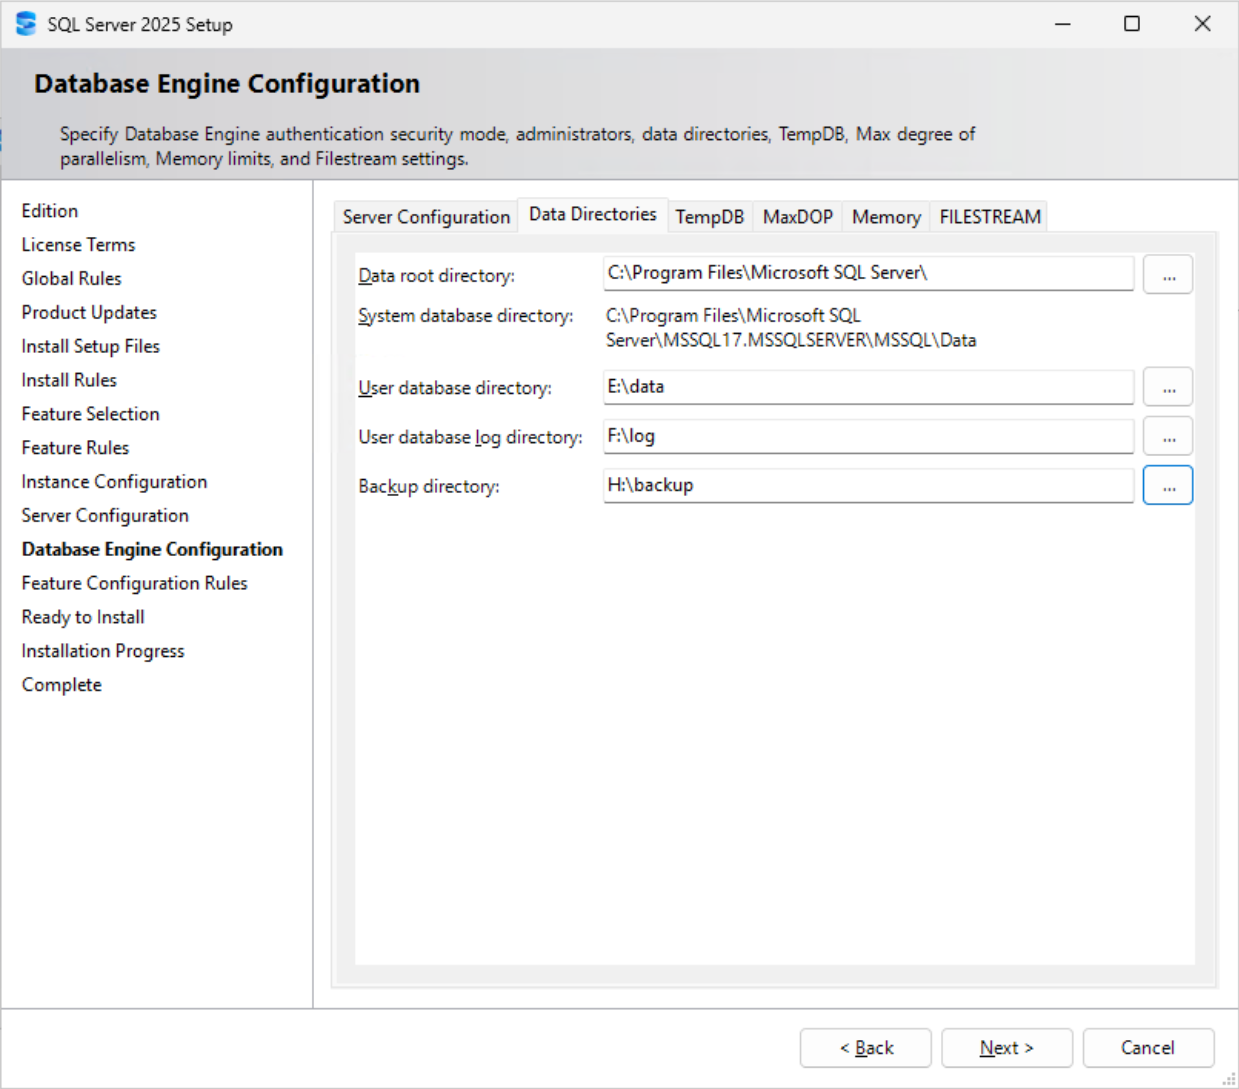 SQL Server 2025 Setup
Database Engine Configuration
Specify Database Engine authentication security mode, administrators, data directories, TempDB, Max degree of
parallelism, Memory limits, and Filestream settings.
Edition
License Terms
Global Rules
Product Updates
Install Setup Files
Install Rules
Feature Selection
Feature Rules
Instance Configuration
Server Configuration
Database Engine Configuration
Feature Configuration Rules
Ready to Install
Installation Progress
Complete
Server Configuration Data Directories TempDB MaxDOP Memory FILESTREAM
Data root directory: C:\Program Files\Microsoft SQL Server\ ...
System database directory: C:\Program Files\Microsoft SQL
Server\MSSQL17.MSSQLSERVER\MSSQL\Data
User database directory: E:\data ...
User database log directory: F:\log ...
Backup directory: H:\backup ...
< Back Next > Cancel